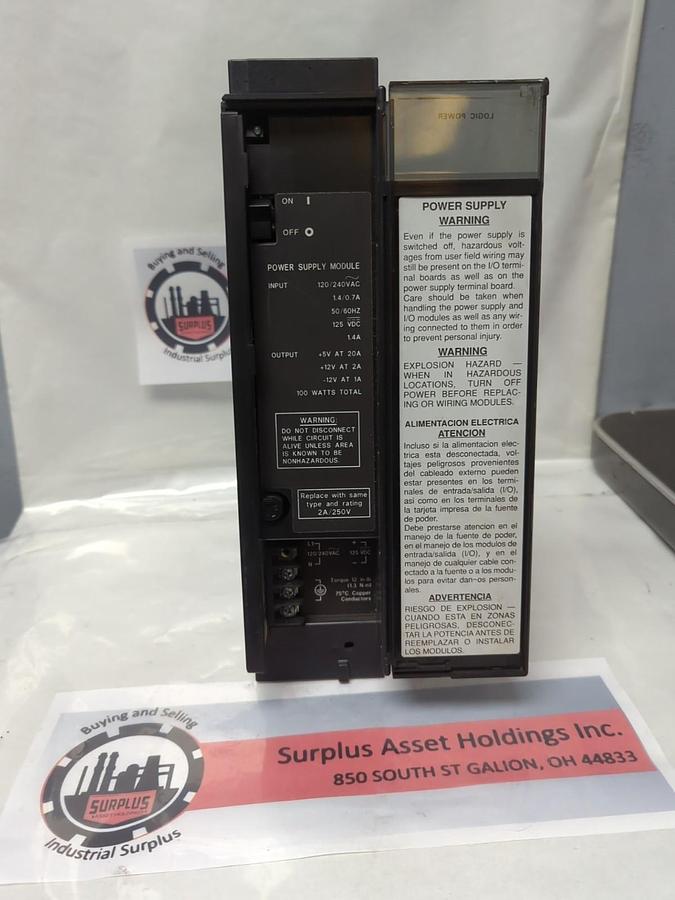 LOGIC POWER
ON I
OFF O
POWER SUPPLY MODULE
INPUT 120/240VAC
1.4/0.7A
50/60HZ
125 VDC
1.4A
OUTPUT +5V AT 20A
+12V AT 2A
-12V AT 1A
100 WATTS TOTAL
WARNING:
DO NOT DISCONNECT
WHILE CIRCUIT IS
ALIVE UNLESS AREA
IS KNOWN TO BE
NONHAZARDOUS.
Replace with same
type and rating
2A/250V
L1 +
120/240VAC 125 VDC
N -
Torque 12 in-lb
(1.3 N-m)
75°C Copper
Conductors
POWER SUPPLY
WARNING
Even if the power supply is
switched off, hazardous volt-
ages from user field wiring may
still be present on the I/O termi-
nal boards as well as on the
power supply terminal board.
Care should be taken when
handling the power supply and
I/O modules as well as any wir-
ing connected to them in order
to prevent personal injury.
WARNING
EXPLOSION HAZARD —
WHEN IN HAZARDOUS
LOCATIONS, TURN OFF
POWER BEFORE REPLAC-
ING OR WIRING MODULES.
ALIMENTACION ELECTRICA
ATENCION
Incluso si la alimentacion elec-
trica esta desconectada, vol-
tajes peligrosos provenientes
del cableado externo pueden
estar presentes en los termi-
nales de entrada/salida (I/O),
asi como en los terminales de
la tarjeta impresa de la fuente
de poder.
Debe prestarse atencion en el
manejo de la fuente de poder,
en el manejo de los modulos de
entrada/salida (I/O), y en el
manejo de cualquier cable con-
ectado a la fuente o a los modu-
los para evitar dan~os person-
ales.
ADVERTENCIA
RIESGO DE EXPLOSION —
CUANDO ESTA EN ZONAS
PELIGROSAS, DESCONEC-
TAR LA POTENCIA ANTES DE
REEMPLAZAR O INSTALAR
LOS MODULOS.
Buying and Selling
SURPLUS
Industrial Surplus
Buying and Selling
SURPLUS
Industrial Surplus
Surplus Asset Holdings Inc.
850 SOUTH ST GALION, OH 44833